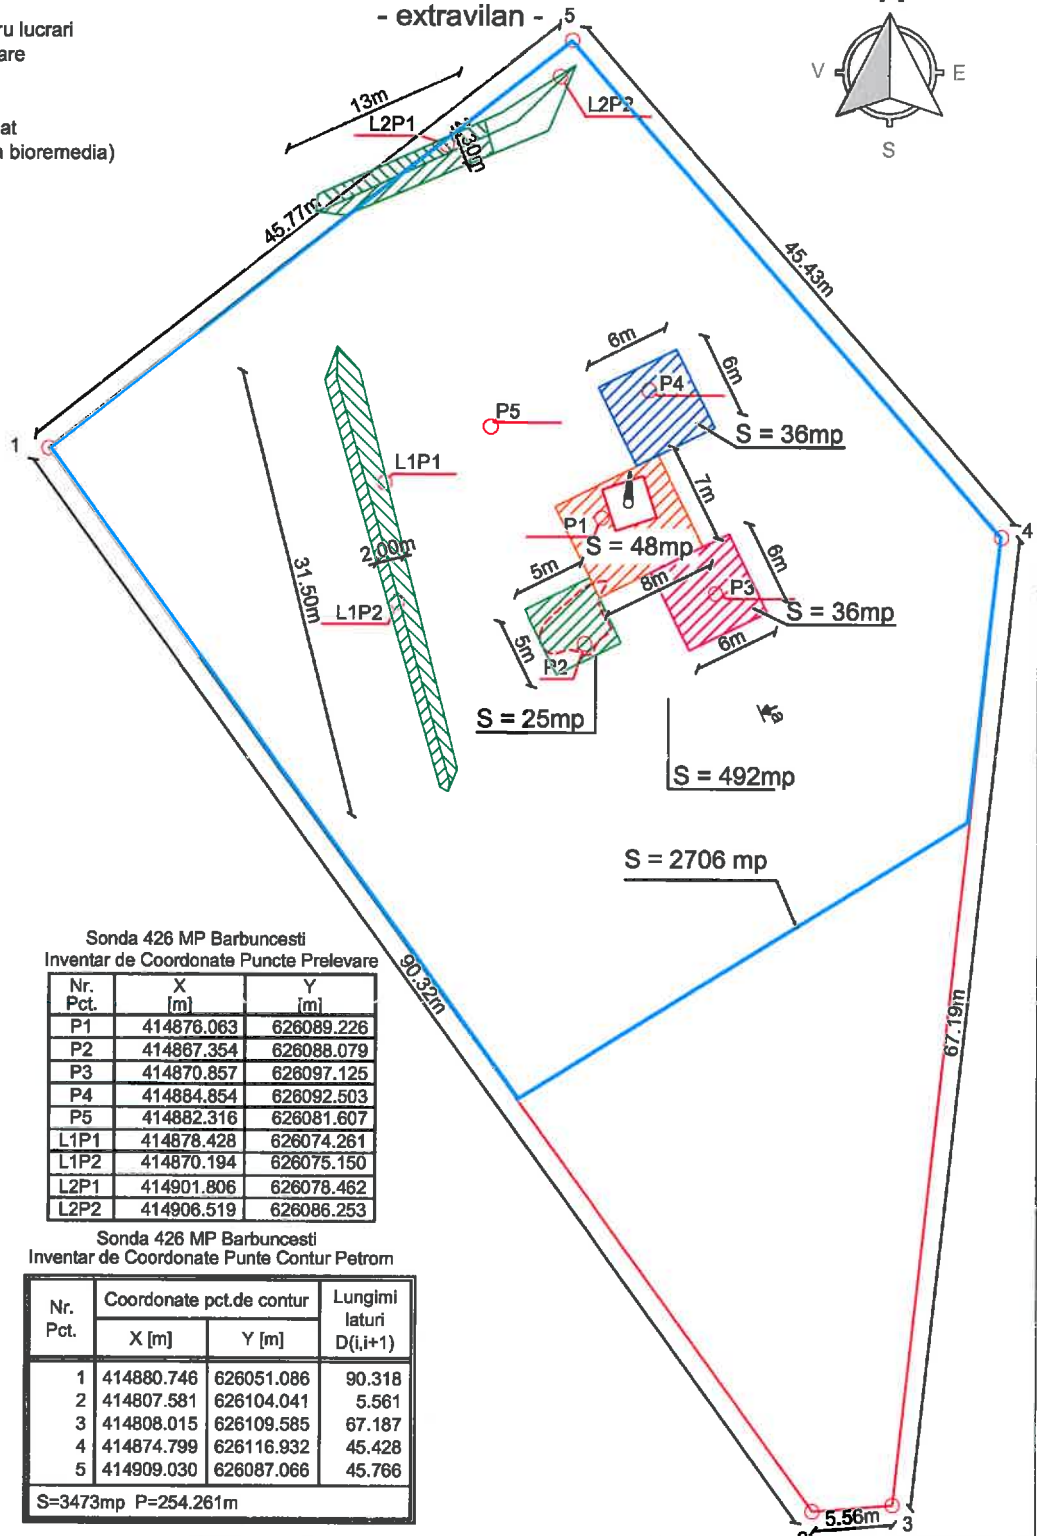 - extravilan -
ru lucrari
are
at
a bioremedia)
5
V
E
S
13m
L2P1
L2P2
45.77m
45.43m
6m
6m
P4
P5
S = 36mp
1
L1P1
7m
P1
S = 48mp
4
2.00m
31.50m
5m
8m
6m
P3
S = 36mp
L1P2
5m
P2
6m
S = 25mp
S = 492mp
S = 2706 mp
90.32m
67.19m
Sonda 426 MP Barbuncesti
Inventar de Coordonate Puncte Prelevare
Nr. Pct. X [m] Y [m]
P1 414876.063 626089.226
P2 414867.354 626088.079
P3 414870.857 626097.125
P4 414884.854 626092.503
P5 414882.316 626081.607
L1P1 414878.428 626074.261
L1P2 414870.194 626075.150
L2P1 414901.806 626078.462
L2P2 414906.519 626086.253
Sonda 426 MP Barbuncesti
Inventar de Coordonate Punte Contur Petrom
Nr. Pct. Coordonate pct.de contur Lungimi laturi D(i,i+1)
X [m] Y [m]
1 414880.746 626051.086 90.318
2 414807.581 626104.041 5.561
3 414808.015 626109.585 67.187
4 414874.799 626116.932 45.428
5 414909.030 626087.066 45.766
S=3473mp P=254.261m
5.56m
3